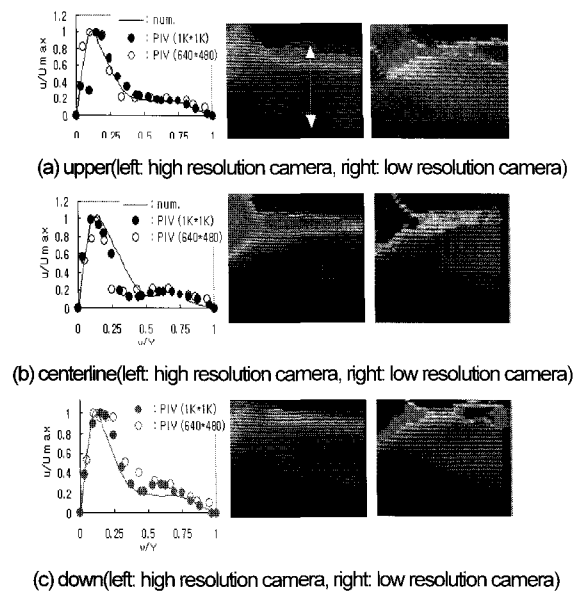 u/Umax
1.2
1
0.8
0.6
0.4
0.2
0
: num.
: PIV (1K*1K)
: PIV (640*480)
0 0.25 0.5 0.75 1
(a) upper(left: high resolution camera, right: low resolution camera)
u/Umax
1.2
1
0.8
0.6
0.4
0.2
0
: num.
: PIV (1K*1K)
: PIV (640*480)
0 0.25 0.5 0.75 1
(b) centerline(left: high resolution camera, right: low resolution camera)
u/Umax
1.2
1
0.8
0.6
0.4
0.2
0
: PIV (1K*1K)
: PIV (640*480)
0 0.25 0.5 0.75 1
(c) down(left: high resolution camera, right: low resolution camera)